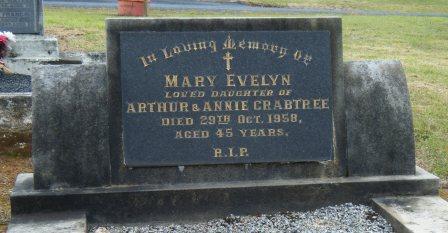 In Loving Memory of
MARY EVELYN
LOVED DAUGHTER OF
ARTHUR & ANNIE CRABTREE
DIED 29TH OCT. 1958,
AGED 45 YEARS.
R.I.P.